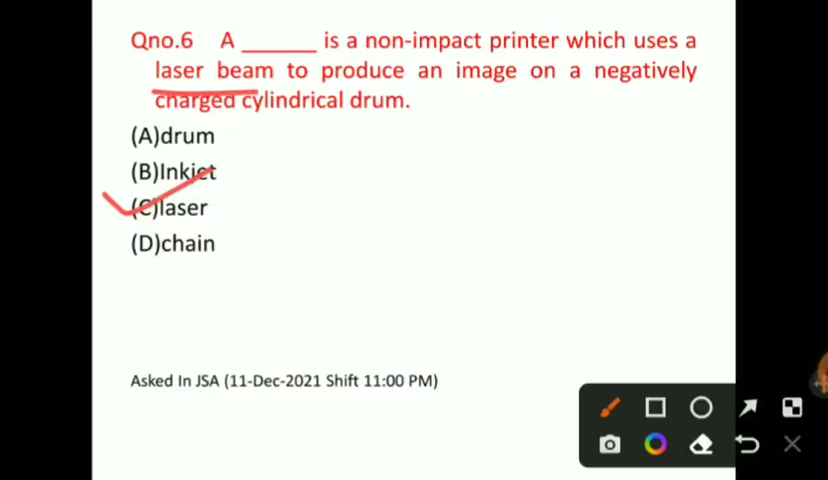 Qno.6 A ______ is a non-impact printer which uses a
laser beam to produce an image on a negatively
charged cylindrical drum.
(A)drum
(B)Inkjet
(C)laser
(D)chain
Asked In JSA (11-Dec-2021 Shift 11:00 PM)